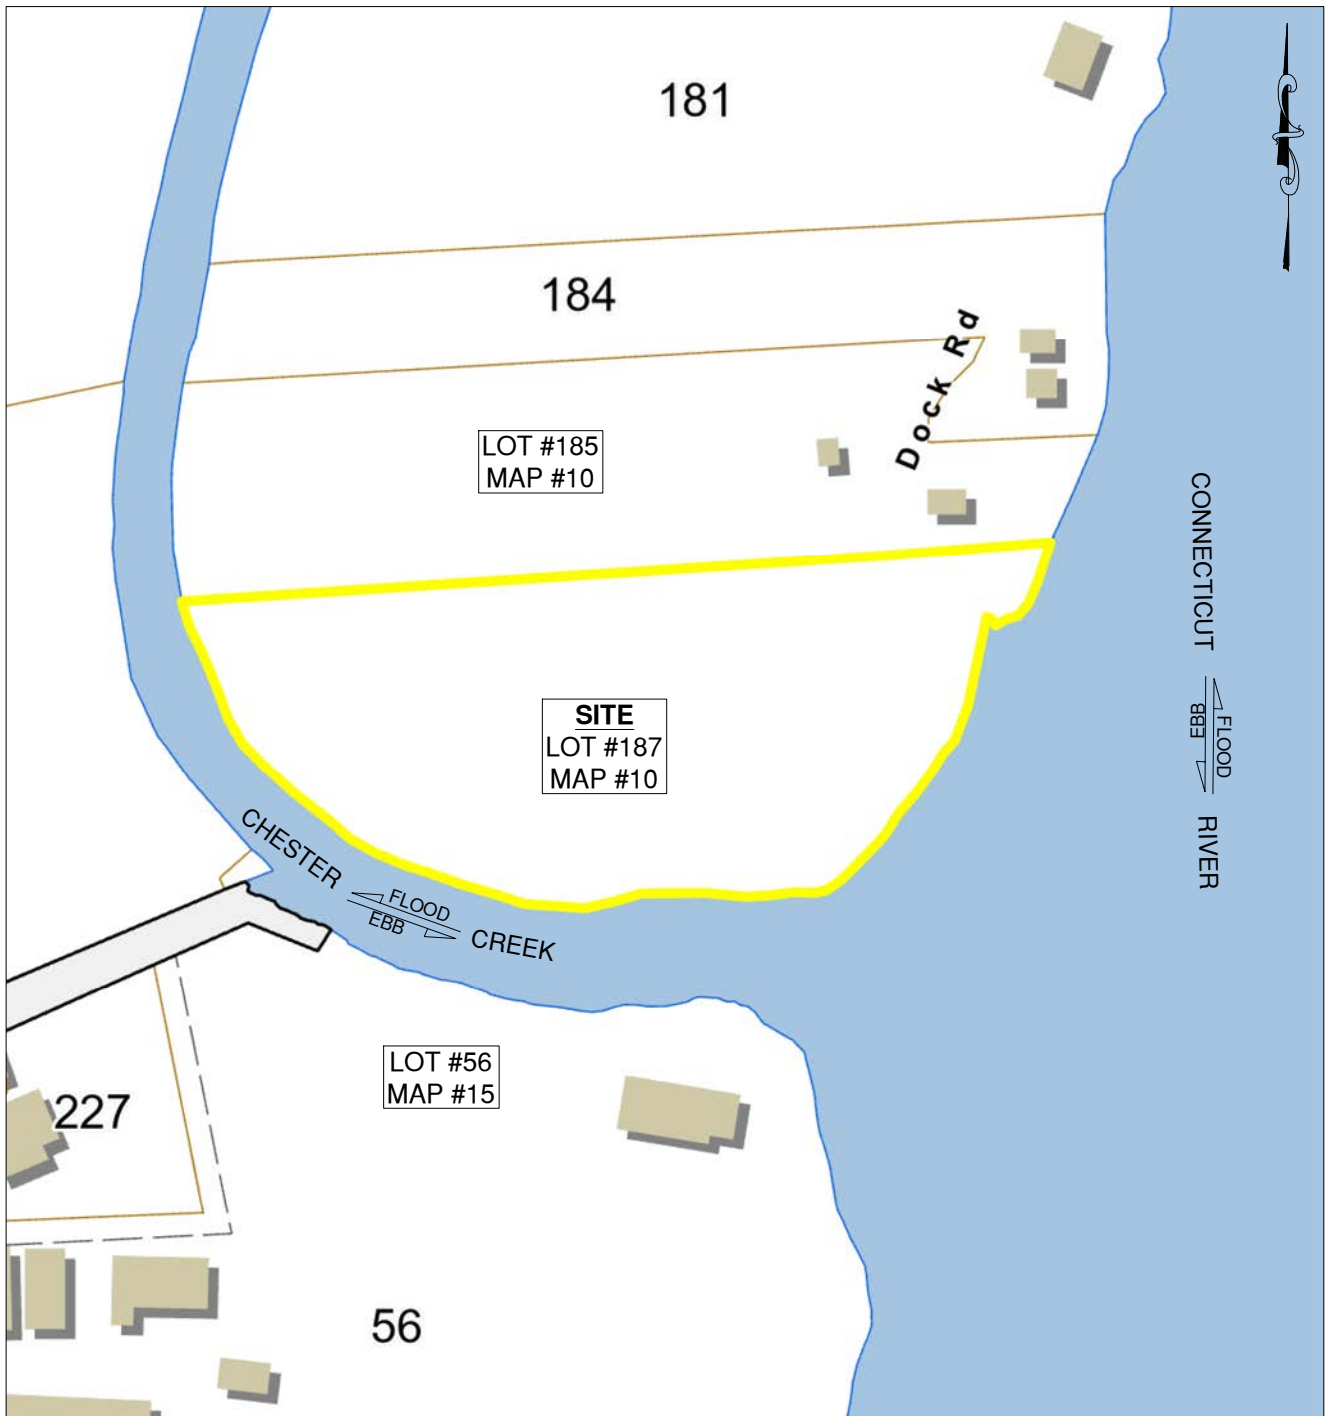 181
184
Dock Rd
LOT #185
MAP #10
CONNECTICUT
FLOOD
EBB
RIVER
SITE
LOT #187
MAP #10
CHESTER
FLOOD
EBB
CREEK
LOT #56
MAP #15
227
56